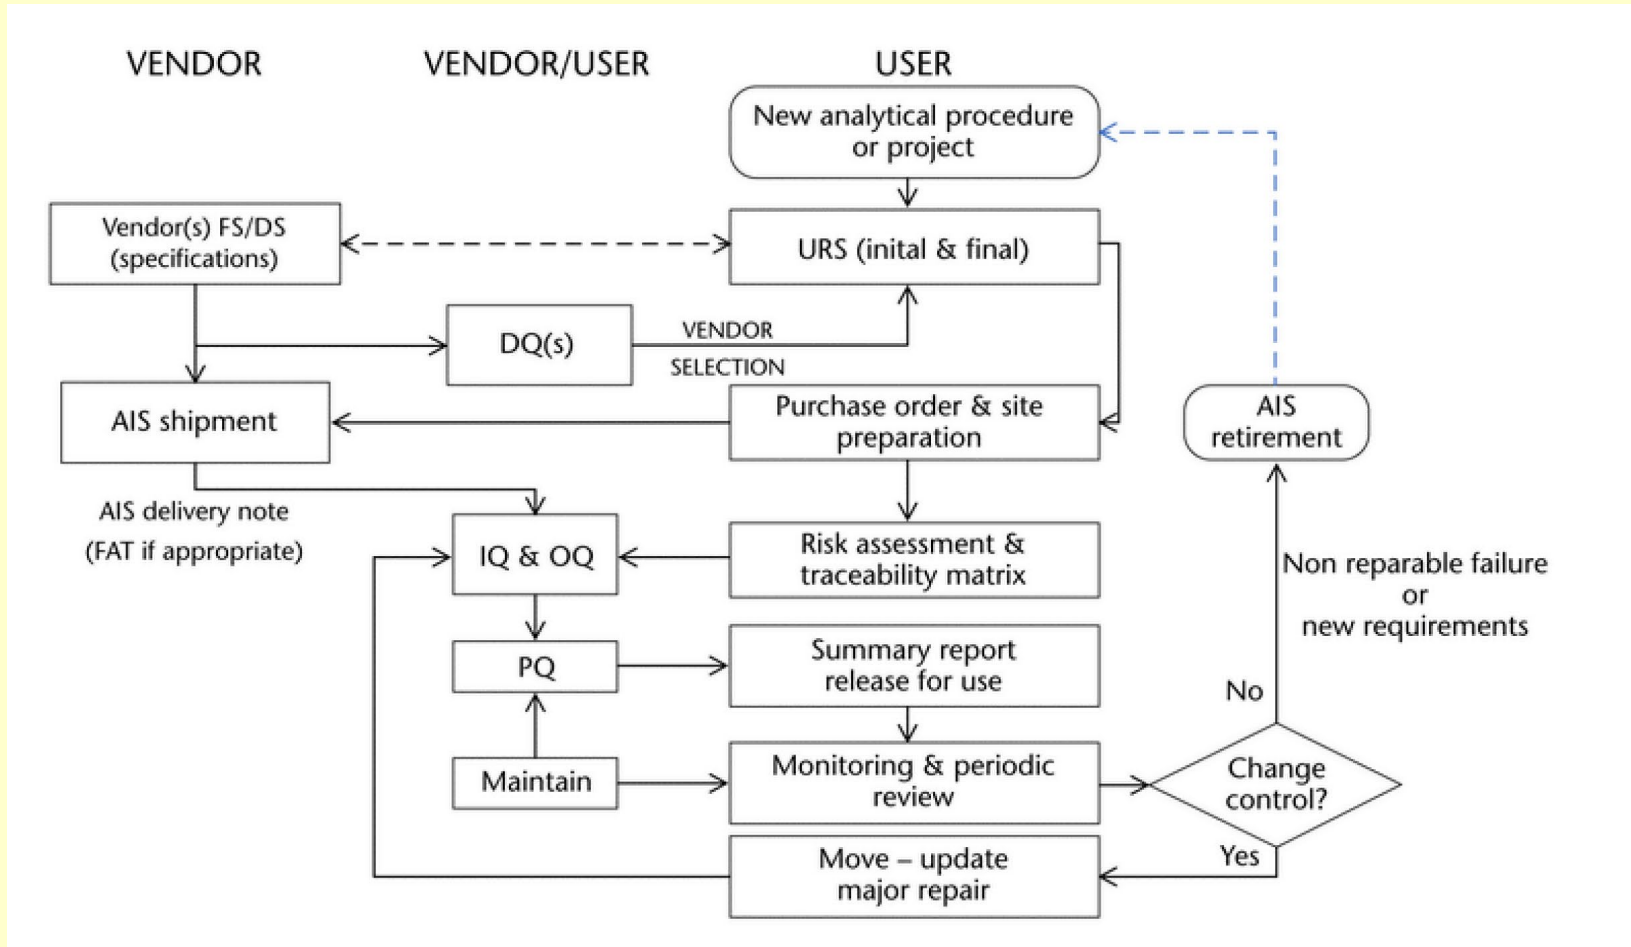 VENDOR
VENDOR/USER
USER
New analytical procedure
or project
Vendor(s) FS/DS
(specifications)
URS (inital & final)
DQ(s)
VENDOR
SELECTION
AIS shipment
Purchase order & site
preparation
AIS
retirement
AIS delivery note
(FAT if appropriate)
IQ & OQ
Risk assessment &
traceability matrix
Non reparable failure
or
new requirements
PQ
Summary report
release for use
No
Maintain
Monitoring & periodic
review
Change
control?
Yes
Move – update
major repair